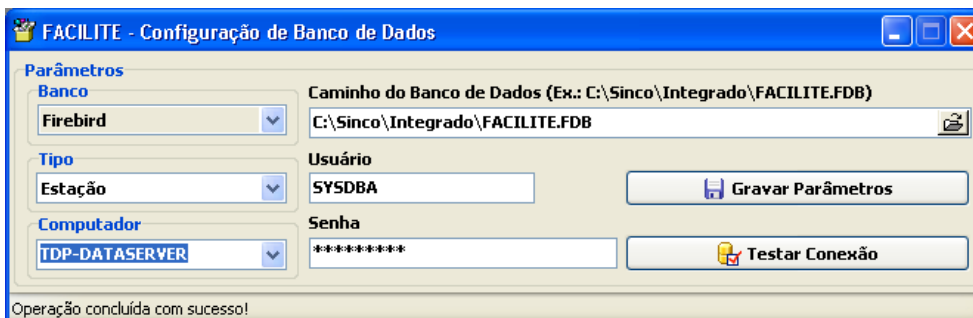 FACILITE - Configuração de Banco de Dados
Parâmetros
Banco
Caminho do Banco de Dados (Ex.: C:\Sinco\Integrado\FACILITE.FDB)
Firebird
C:\Sinco\Integrado\FACILITE.FDB
Tipo
Usuário
Estação
SYSDBA
Gravar Parâmetros
Computador
Senha
TDP-DATASERVER
*********
Testar Conexão
Operação concluída com sucesso!